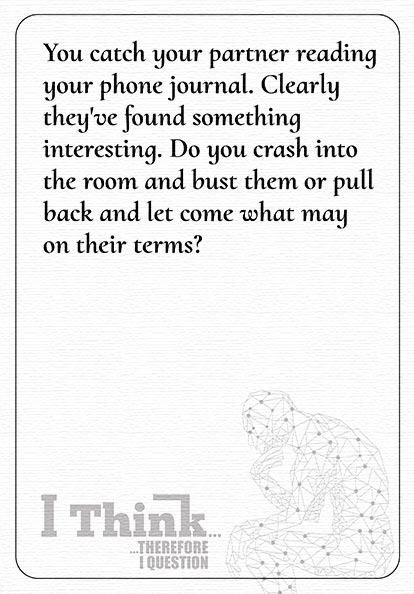 You catch your partner reading
your phone journal. Clearly
they've found something
interesting. Do you crash into
the room and bust them or pull
back and let come what may
on their terms?
I Think...
...THEREFORE
I QUESTION